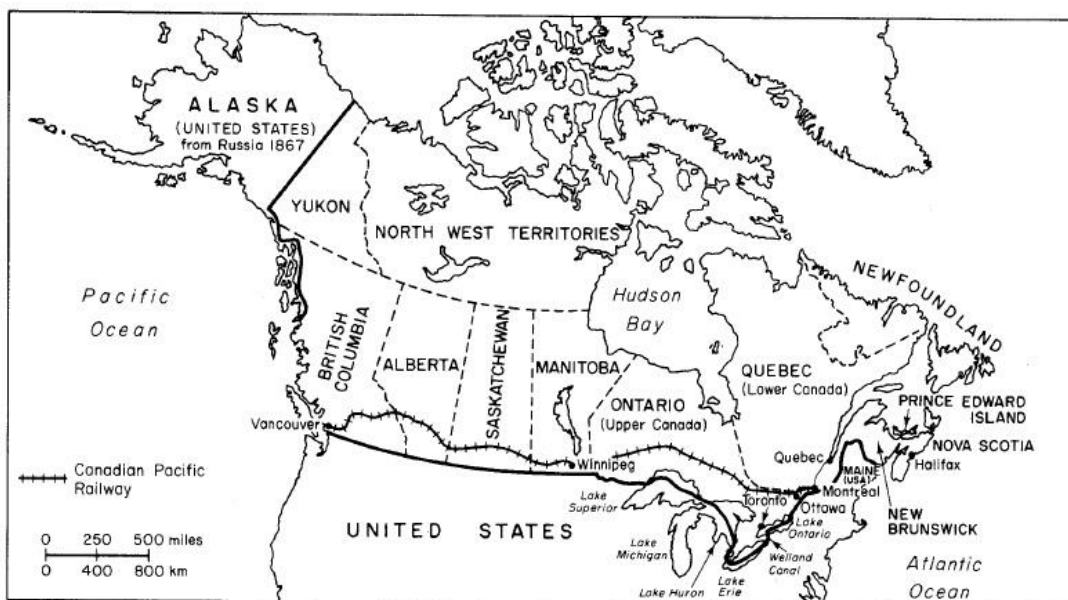 ALASKA
(UNITED STATES)
from Russia 1867
YUKON
NORTH WEST TERRITORIES
Pacific
Ocean
Hudson
Bay
NEWFOUNDLAND
BRITISH
COLUMBIA
ALBERTA
SASKATCHEWAN
MANITOBA
ONTARIO
(Upper Canada)
QUEBEC
(Lower Canada)
PRINCE EDWARD
ISLAND
NOVA SCOTIA
Halifax
Vancouver
Winnipeg
Quebec
MAINE
(USA)
Montreal
Ottawa
Toronto
NEW
BRUNSWICK
Canadian Pacific
Railway
Lake
Superior
UNITED STATES
Lake
Michigan
Lake Huron
Lake
Erie
Lake
Ontario
Welland
Canal
Atlantic
Ocean
0 250 500 miles
0 400 800 km